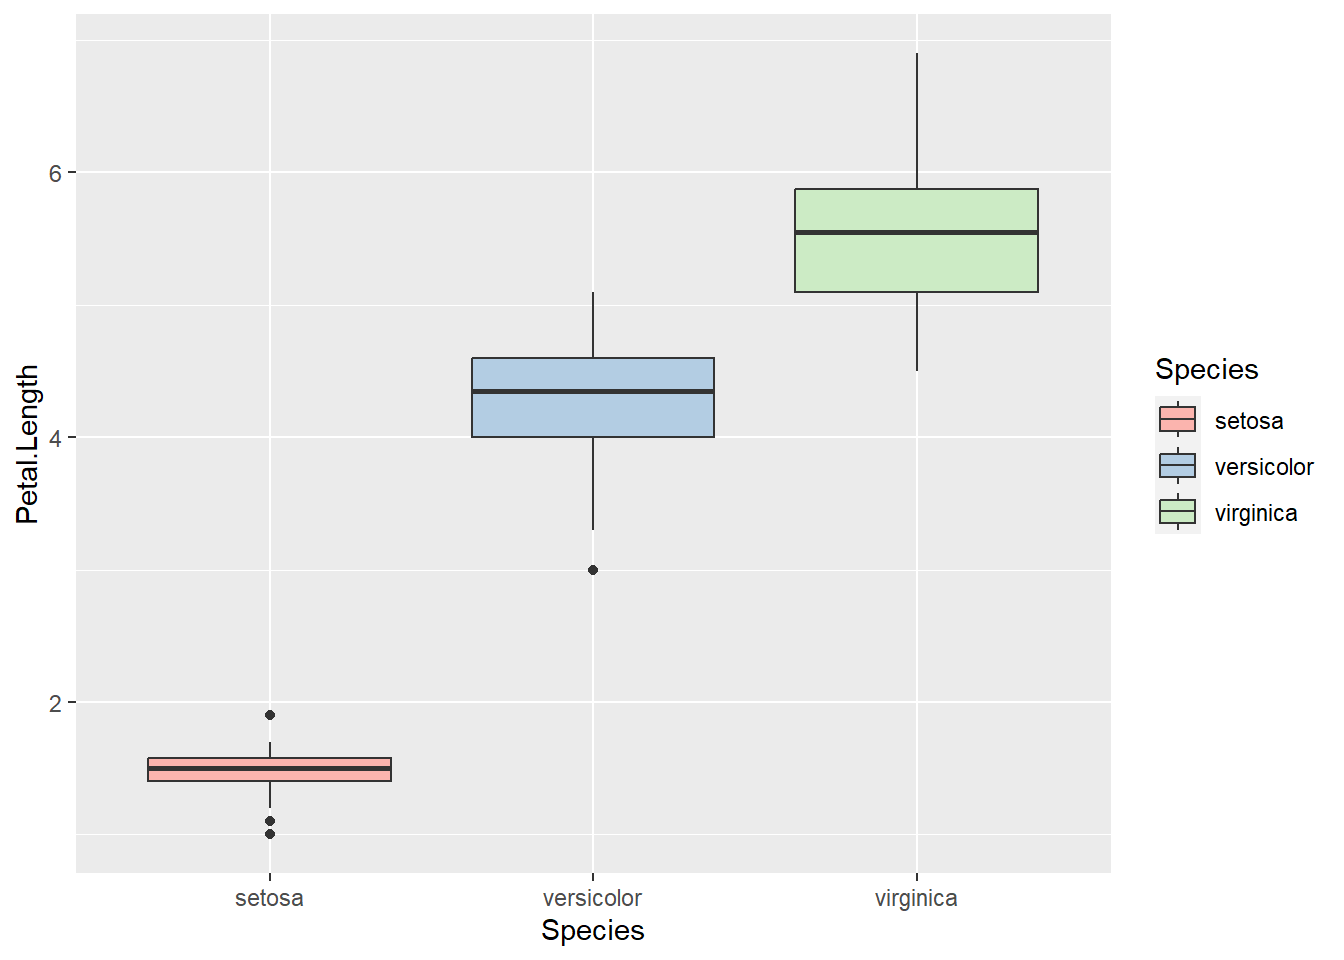 Petal.Length
6
4
2
setosa
versicolor
virginica
Species
Species
setosa
versicolor
virginica